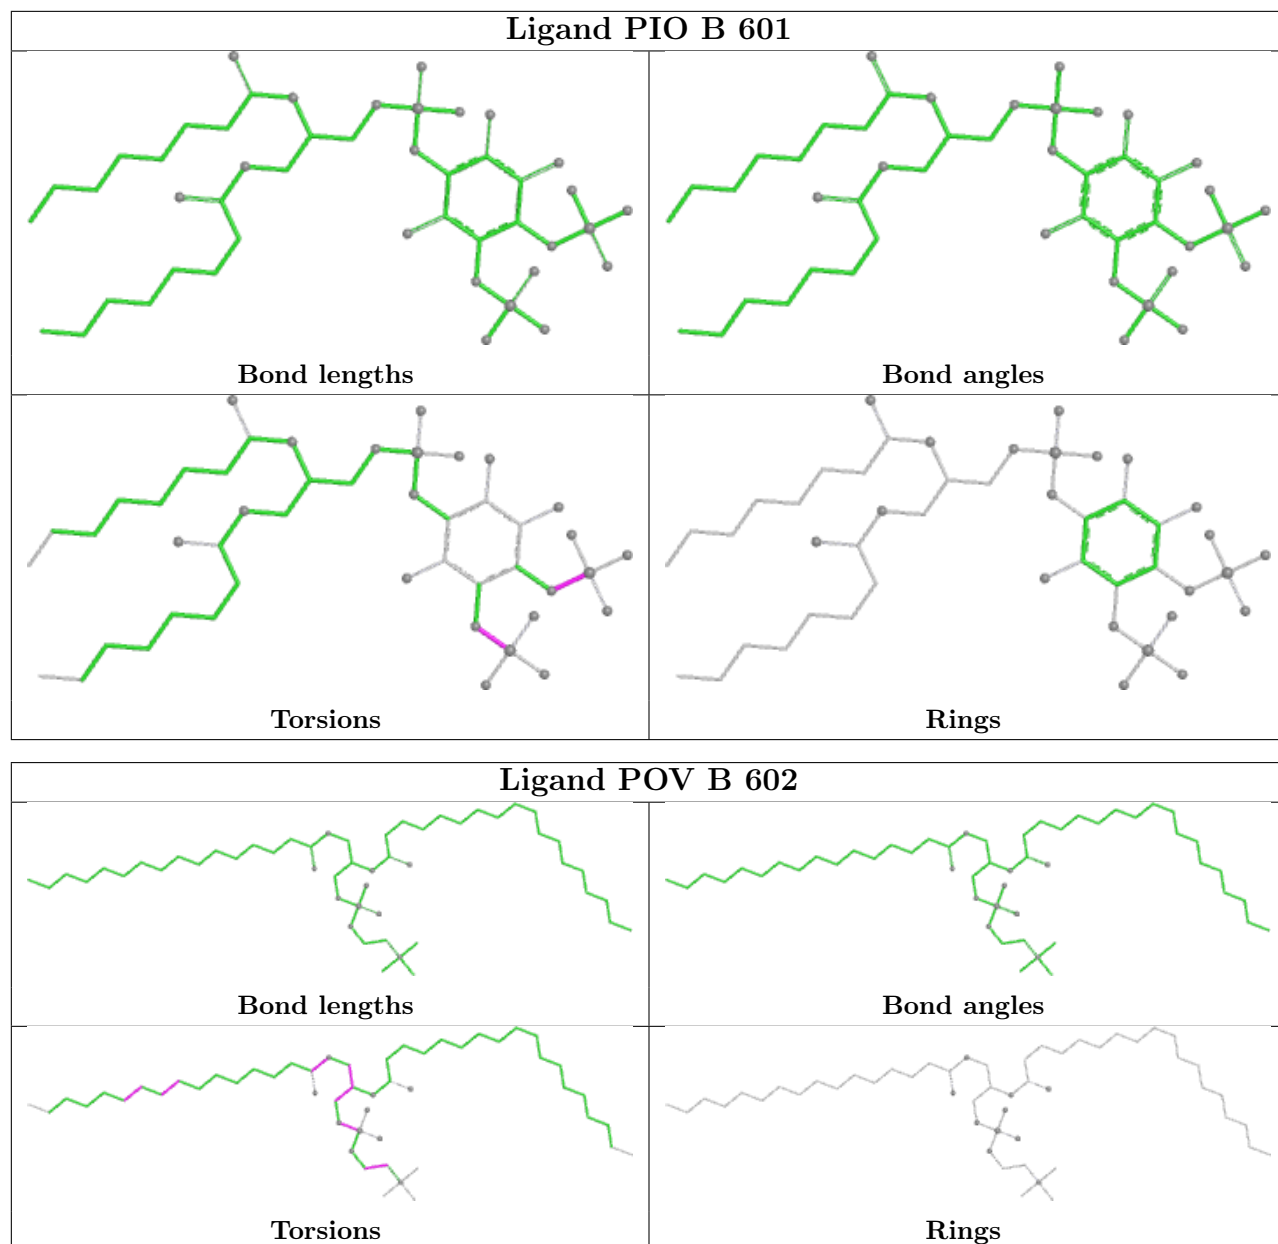 Ligand PIO B 601
Bond lengths
Bond angles
Torsions
Rings
Ligand POV B 602
Bond lengths
Bond angles
Torsions
Rings